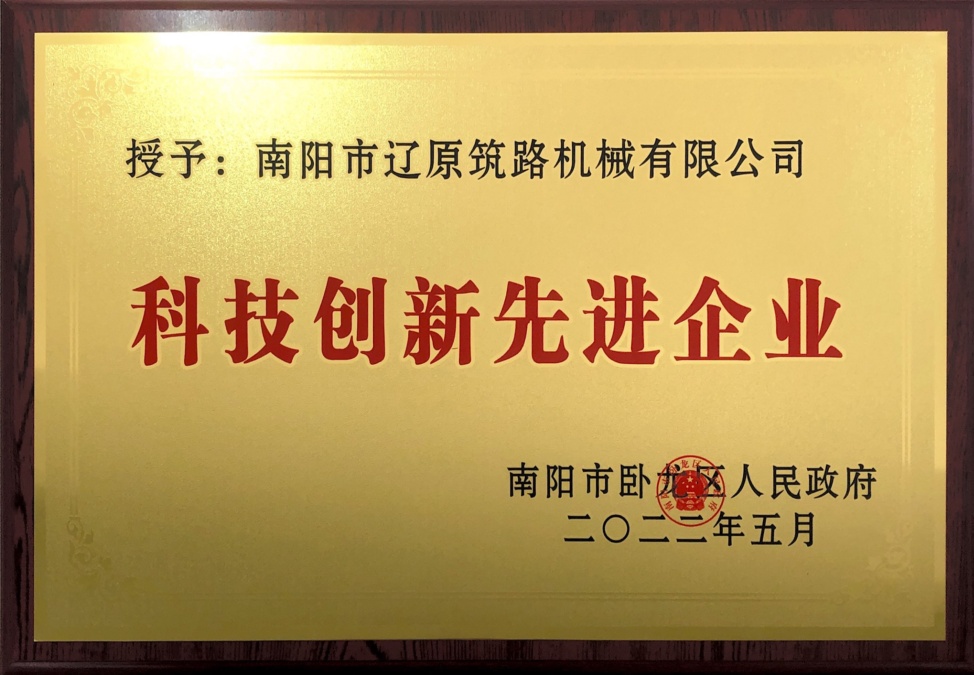 授予：南阳市辽原筑路机械有限公司
科技创新先进企业
南阳市卧龙区人民政府
二〇二二年五月